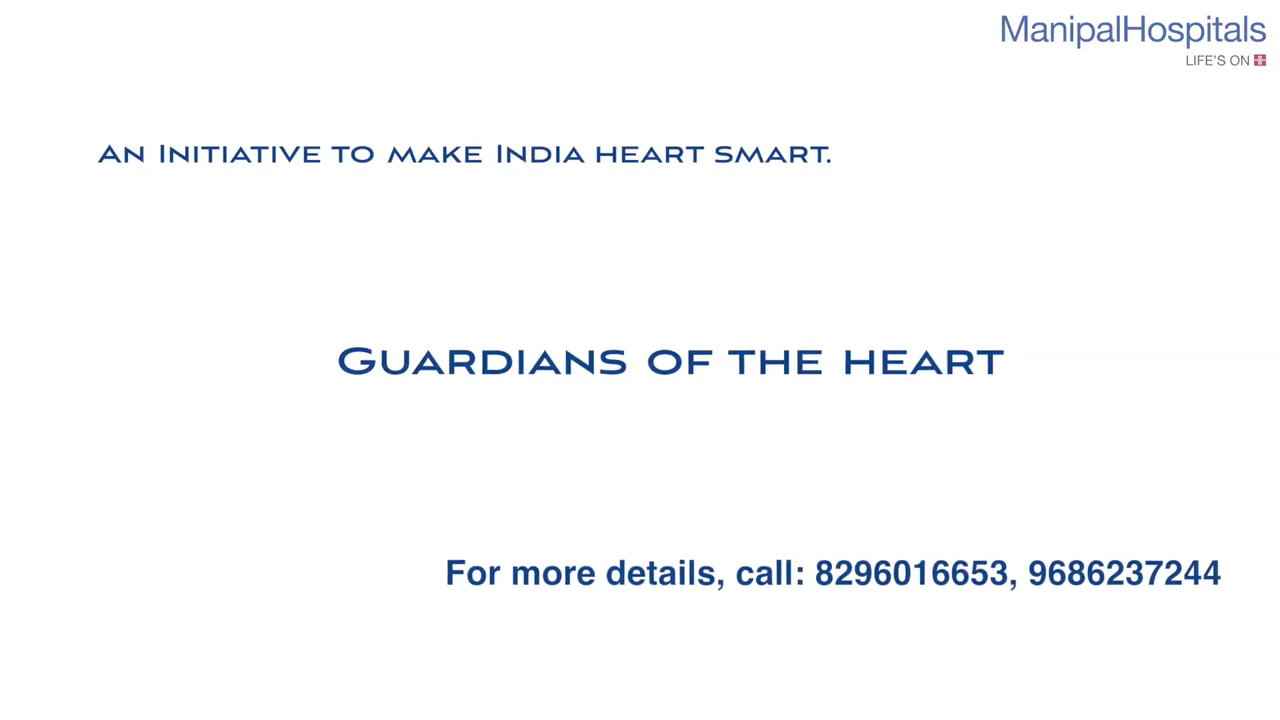 ManipalHospitals
LIFE'S ON
An Initiative to make India heart smart.
Guardians of the heart
For more details, call: 8296016653, 9686237244